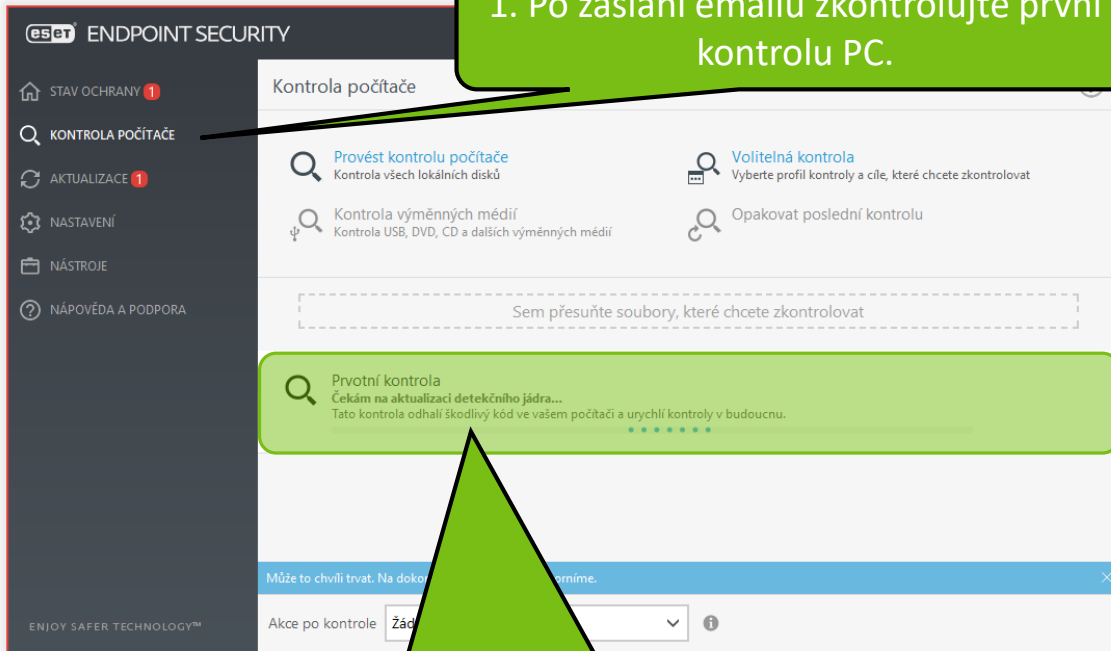 1. Po zaslání emailu zkontrolujte první
kontrolu PC.
eset ENDPOINT SECURITY
STAV OCHRANY 1
KONTROLA POČÍTAČE
AKTUALIZACE 1
NASTAVENÍ
NÁSTROJE
NÁPOVĚDA A PODPORA
ENJOY SAFER TECHNOLOGY™
Kontrola počítače
Provést kontrolu počítače
Kontrola všech lokálních disků
Volitelná kontrola
Vyberte profil kontroly a cíle, které chcete zkontrolovat
Kontrola výměnných médií
Kontrola USB, DVD, CD a dalších výměnných médií
Opakovat poslední kontrolu
Sem přesuňte soubory, které chcete zkontrolovat
Prvotní kontrola
Čekám na aktualizaci detekčního jádra...
Tato kontrola odhalí škodlivý kód ve vašem počítači a urychlí kontroly v budoucnu.
Může to chvíli trvat. Na
Akce po kontrole